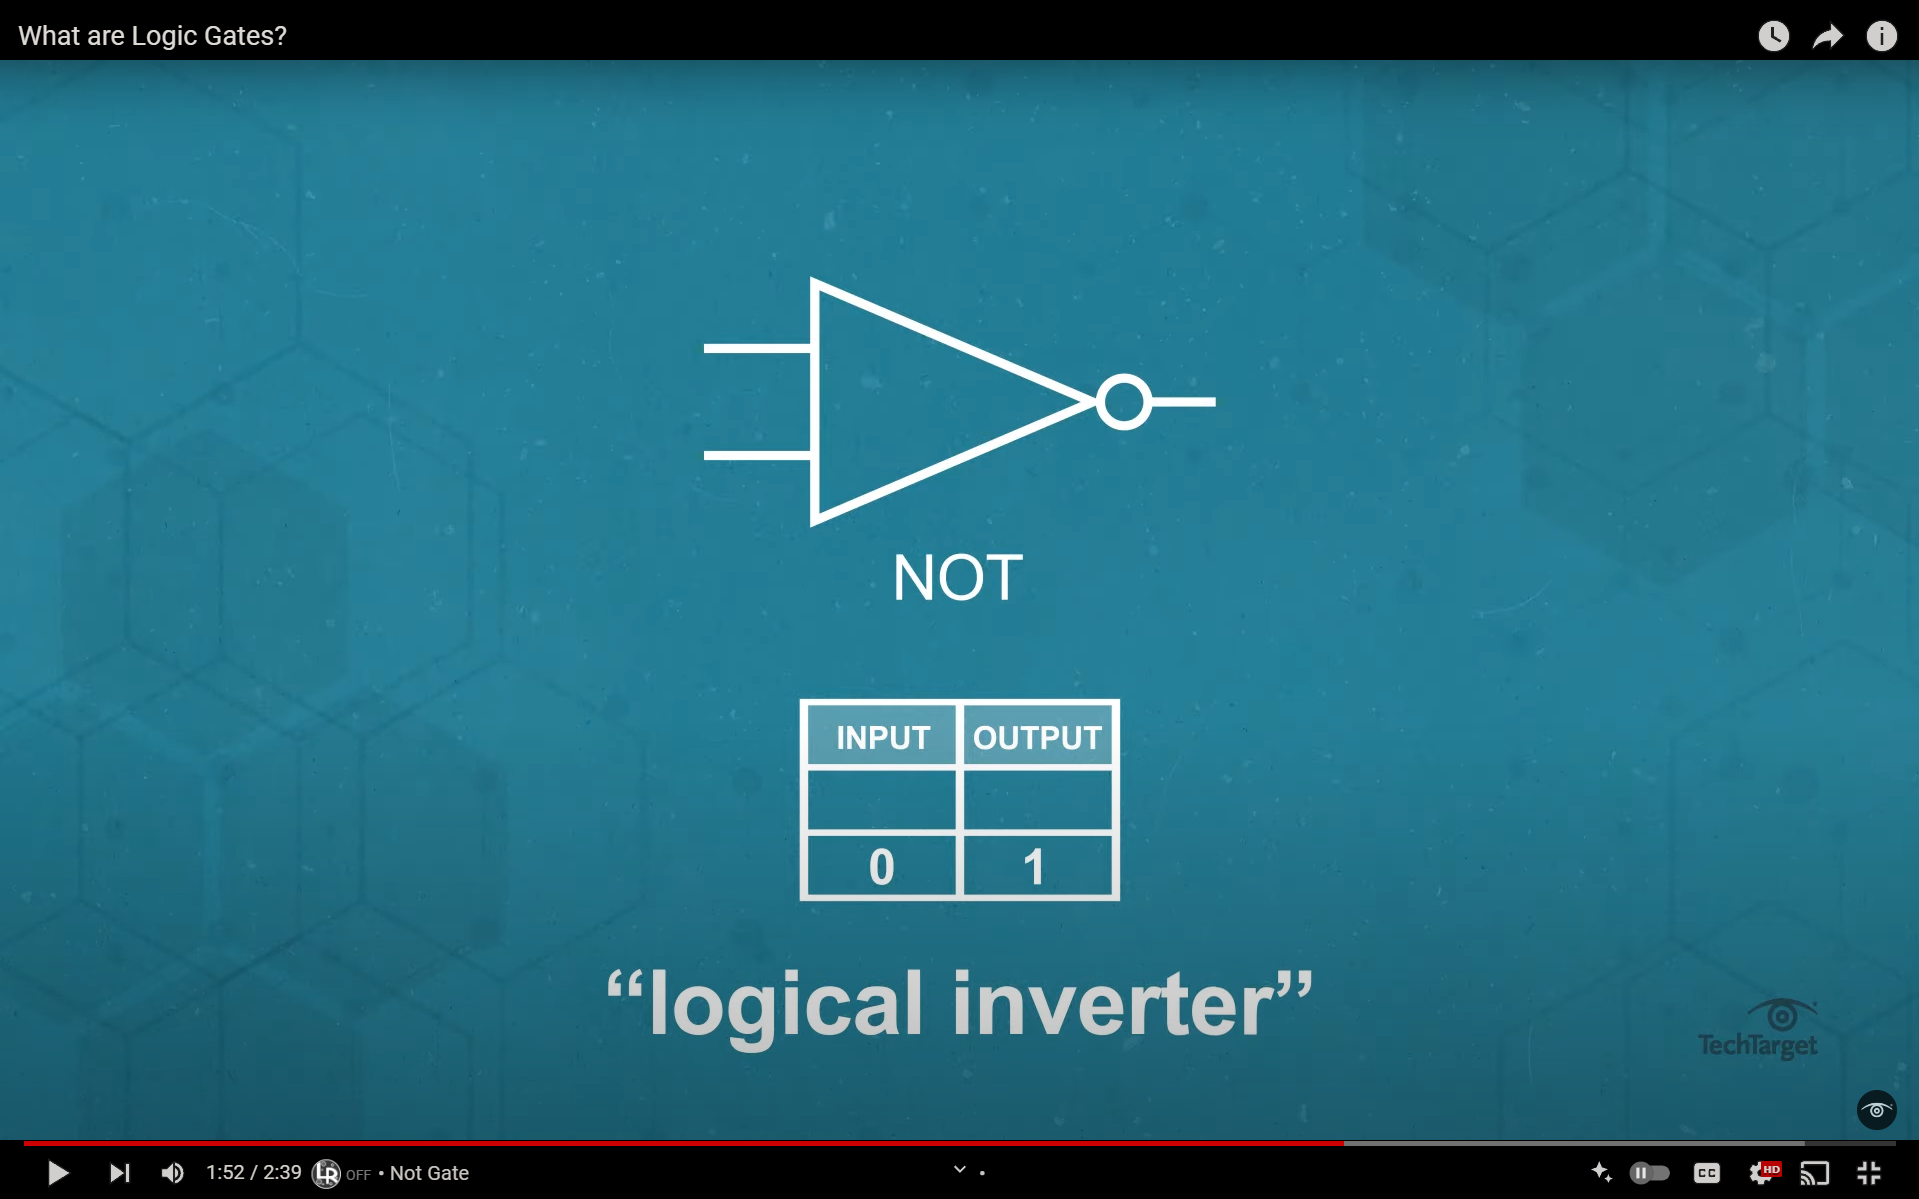 What are Logic Gates?
NOT
INPUT OUTPUT
0 1
“logical inverter”
TechTarget
1:52 / 2:39 LR OFF • Not Gate
CC HD